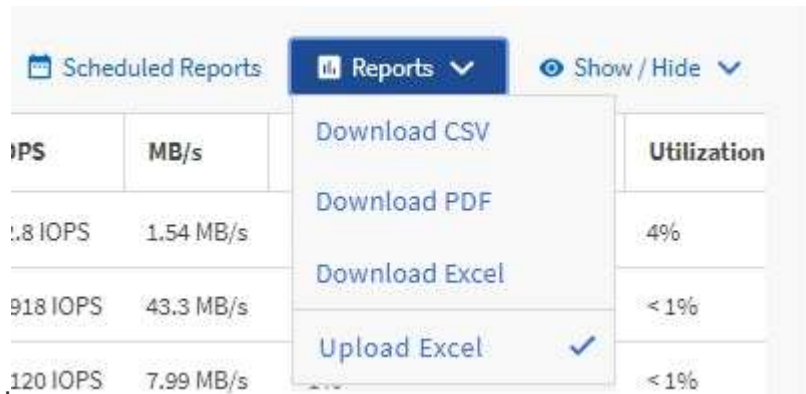 Scheduled Reports Reports Show / Hide
MB/s Utilization
Download CSV
Download PDF
1.54 MB/s 4%
Download Excel
918 IOPS 43.3 MB/s < 1%
Upload Excel
120 IOPS 7.99 MB/s < 1%